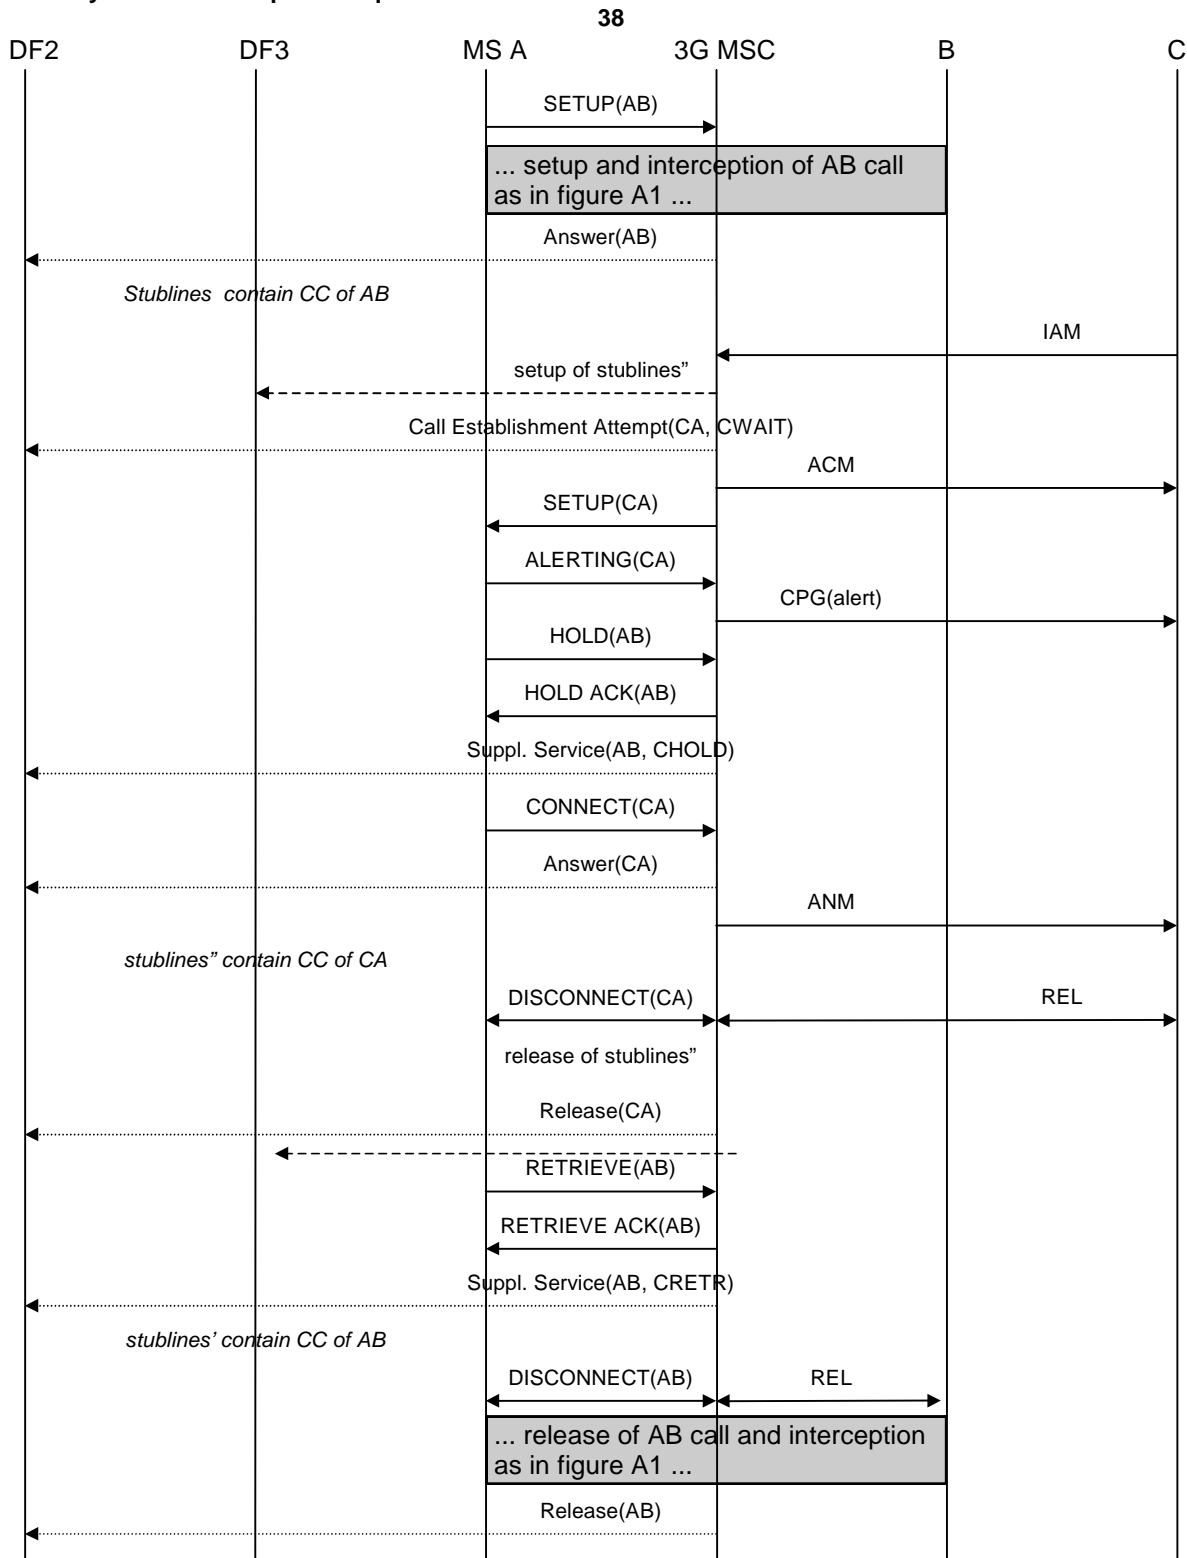 38
DF2 DF3 MS A 3G MSC B C
SETUP(AB)
... setup and interception of AB call
as in figure A1 ...
Answer(AB)
Stublines contain CC of AB
IAM
setup of stublines”
Call Establishment Attempt(CA, CWAIT)
ACM
SETUP(CA)
ALERTING(CA)
CPG(alert)
HOLD(AB)
HOLD ACK(AB)
Suppl. Service(AB, CHOLD)
CONNECT(CA)
Answer(CA)
ANM
stublines” contain CC of CA
DISCONNECT(CA) REL
release of stublines”
Release(CA)
RETRIEVE(AB)
RETRIEVE ACK(AB)
Suppl. Service(AB, CRETR)
stublines’ contain CC of AB
DISCONNECT(AB) REL
... release of AB call and interception
as in figure A1 ...
Release(AB)